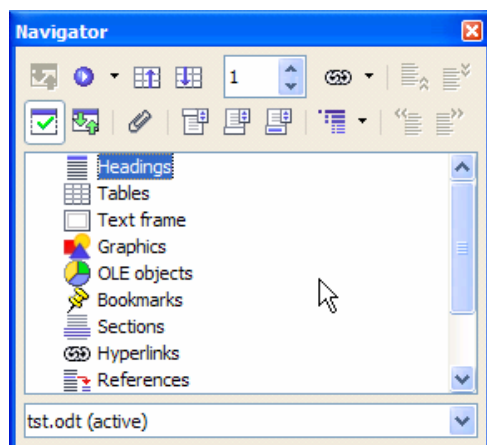 Navigator
1
Headings
Tables
Text frame
Graphics
OLE objects
Bookmarks
Sections
Hyperlinks
References
tst.odt (active)